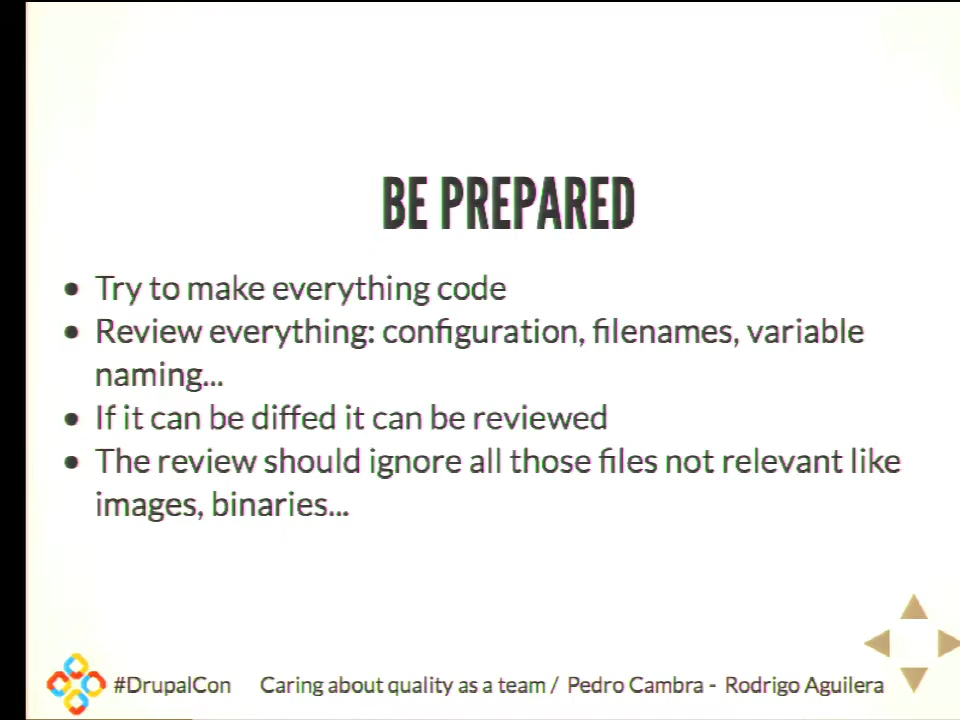 BE PREPARED
• Try to make everything code
• Review everything: configuration, filenames, variable
naming...
• If it can be diffed it can be reviewed
• The review should ignore all those files not relevant like
images, binaries...
#DrupalCon Caring about quality as a team / Pedro Cambra - Rodrigo Aguilera